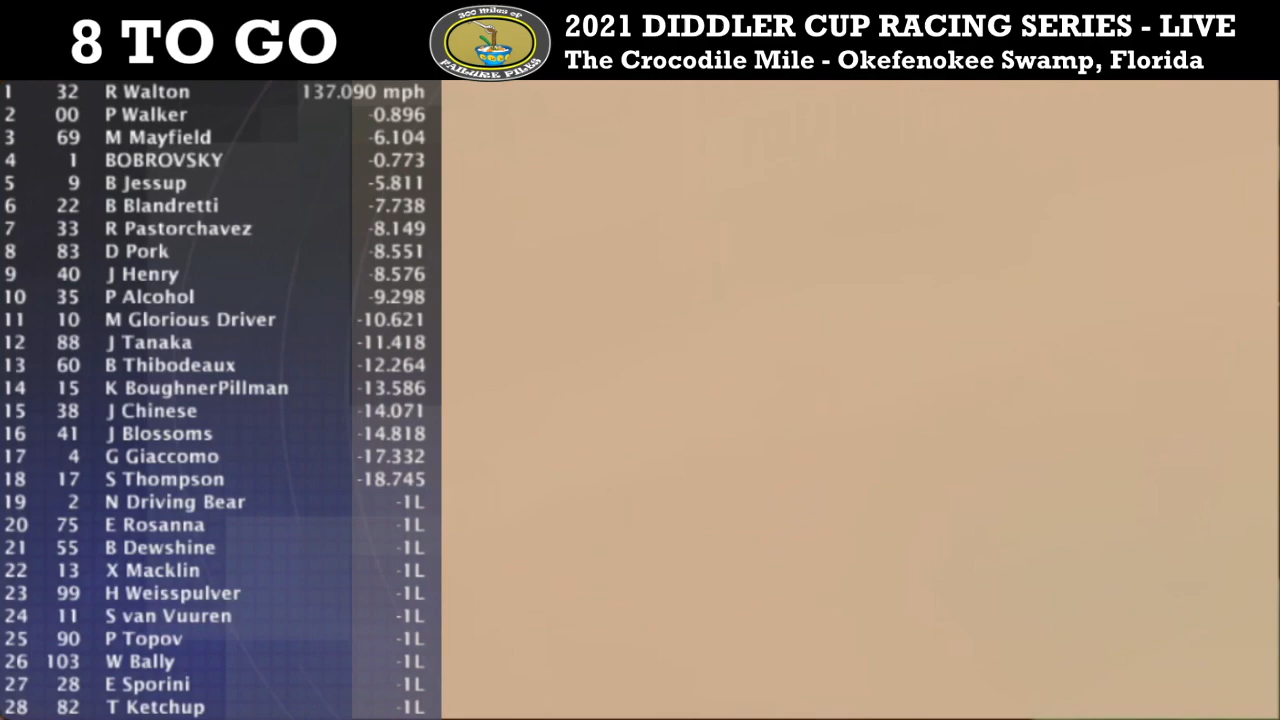 8 TO GO
300 Miles of
FAILURE PILES
2021 DIDDLER CUP RACING SERIES - LIVE
The Crocodile Mile - Okefenokee Swamp, Florida
1 32 R Walton 137.090 mph
2 00 P Walker -0.896
3 69 M Mayfield -6.104
4 1 BOBROVSKY -0.773
5 9 B Jessup -5.811
6 22 B Blandretti -7.738
7 33 R Pastorchavez -8.149
8 83 D Pork -8.551
9 40 J Henry -8.576
10 35 P Alcohol -9.298
11 10 M Glorious Driver -10.621
12 88 J Tanaka -11.418
13 60 B Thibodeaux -12.264
14 15 K BoughnerPillman -13.586
15 38 J Chinese -14.071
16 41 J Blossoms -14.818
17 4 G Giaccomo -17.332
18 17 S Thompson -18.745
19 2 N Driving Bear -1L
20 75 E Rosanna -1L
21 55 B Dewshine -1L
22 13 X Macklin -1L
23 99 H Weisspulver -1L
24 11 S van Vuuren -1L
25 90 P Topov -1L
26 103 W Bally -1L
27 28 E Sporini -1L
28 82 T Ketchup -1L